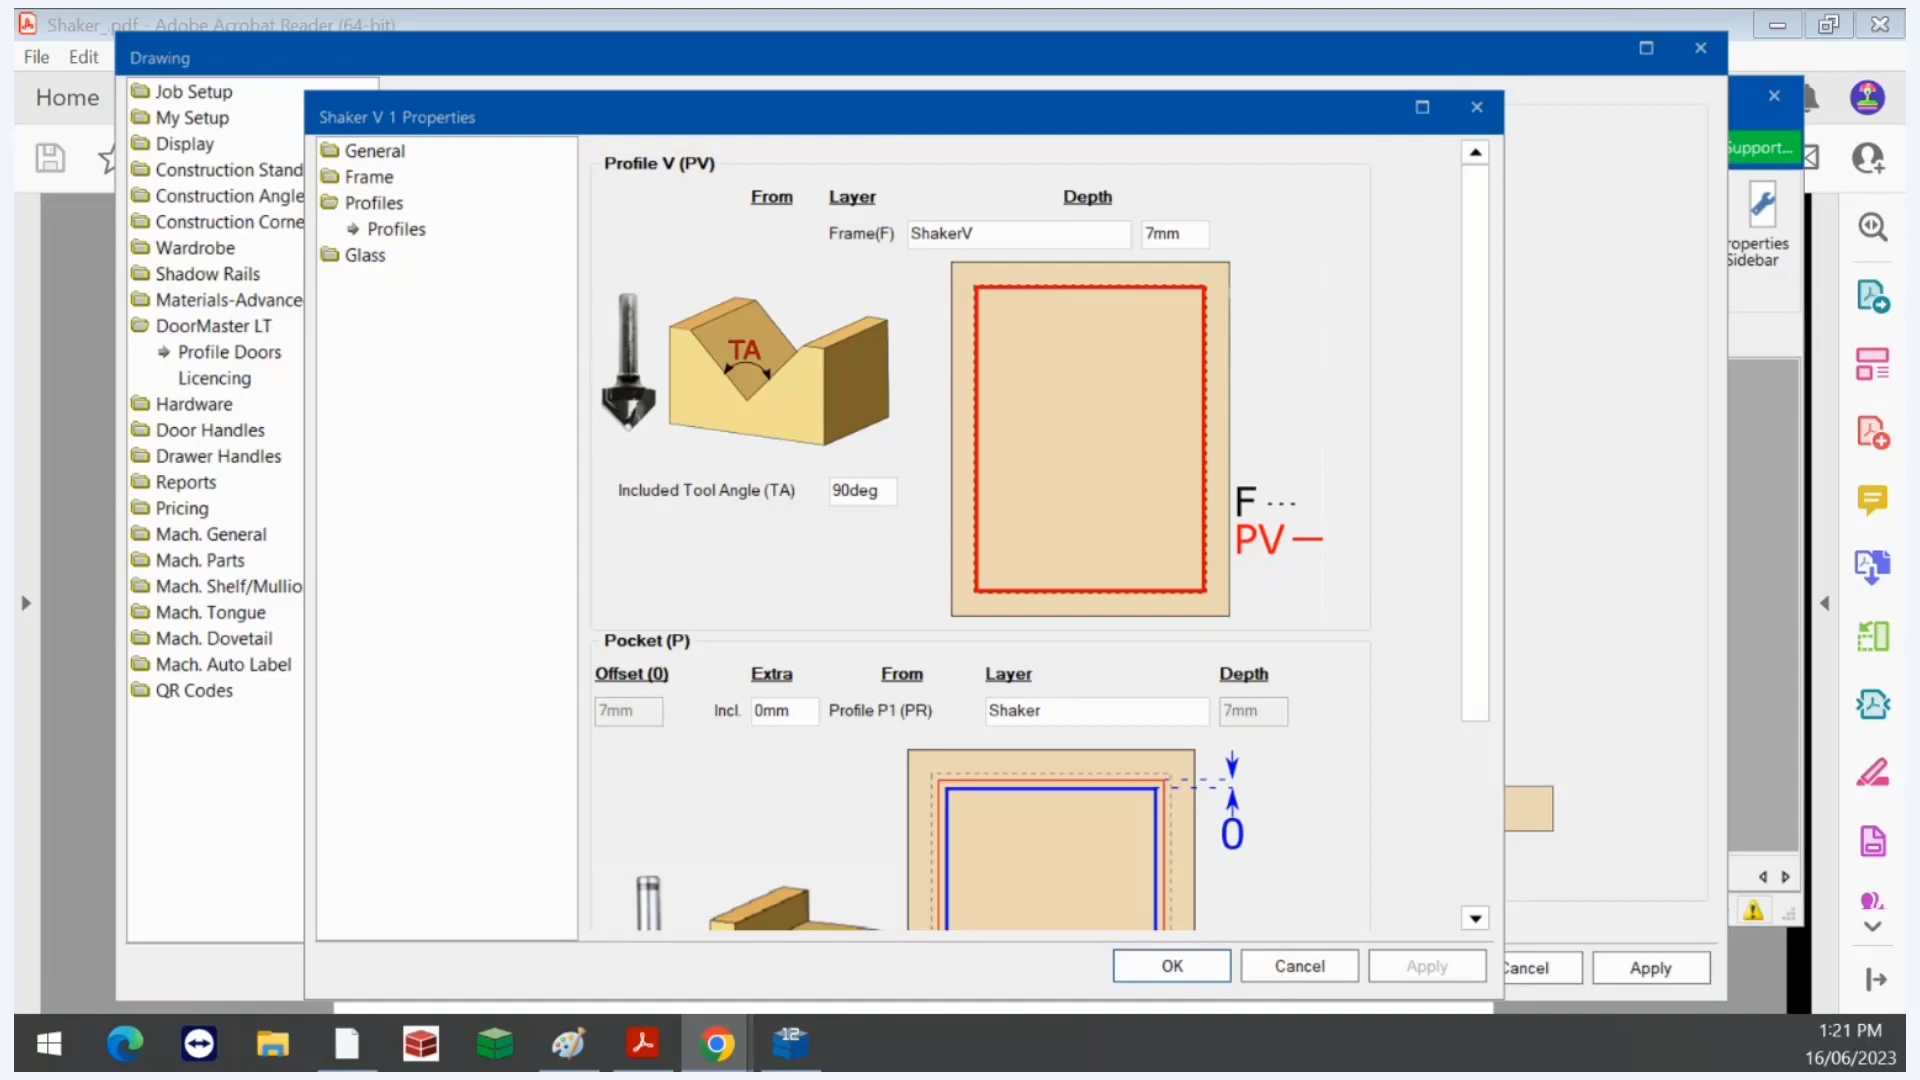 Shaker_.pdf - Adobe Acrobat Reader (64-bit)
File Edit
Home
Drawing
Job Setup
My Setup
Display
Construction Stand
Construction Angle
Construction Corne
Wardrobe
Shadow Rails
Materials-Advance
DoorMaster LT
Profile Doors
Licencing
Hardware
Door Handles
Drawer Handles
Reports
Pricing
Mach. General
Mach. Parts
Mach. Shelf/Mullio
Mach. Tongue
Mach. Dovetail
Mach. Auto Label
QR Codes
Shaker V 1 Properties
General
Frame
Profiles
Profiles
Glass
Profile V (PV)
From Layer Depth
Frame(F) ShakerV 7mm
TA
Included Tool Angle (TA) 90deg
F
PV
Pocket (P)
Offset (0) Extra From Layer Depth
7mm Incl. 0mm Profile P1 (PR) Shaker 7mm
0
OK Cancel Apply
Cancel Apply
Support...
roperties
Sidebar
12
1:21 PM
16/06/2023